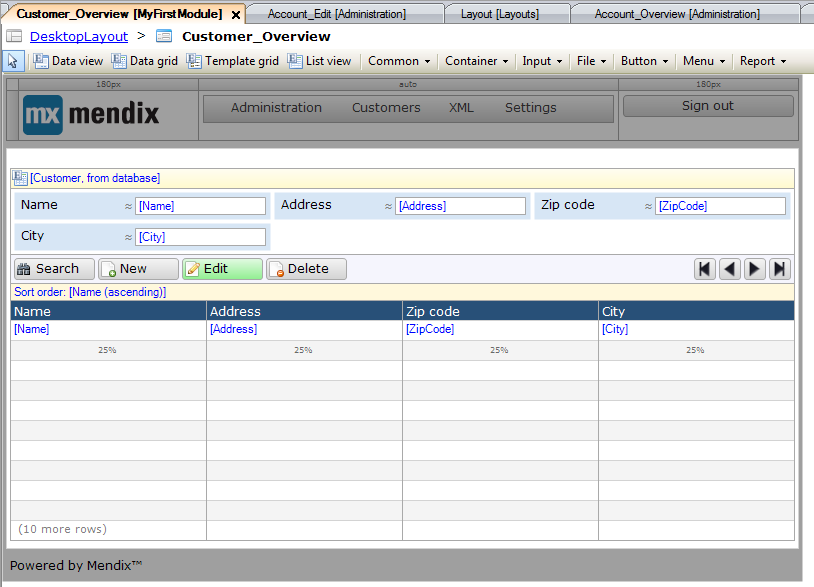 Customer_Overview [MyFirstModule] Account_Edit [Administration] Layout [Layouts] Account_Overview [Administration]
DesktopLayout > Customer_Overview
Data view Data grid Template grid List view Common Container Input File Button Menu Report
180px auto 180px
mx mendix Administration Customers XML Settings Sign out
[Customer, from database]
Name ≈ [Name] Address ≈ [Address] Zip code ≈ [ZipCode]
City ≈ [City]
Search New Edit Delete
Sort order: [Name (ascending)]
Name Address Zip code City
[Name] [Address] [ZipCode] [City]
25% 25% 25% 25%
(10 more rows)
Powered by Mendix™